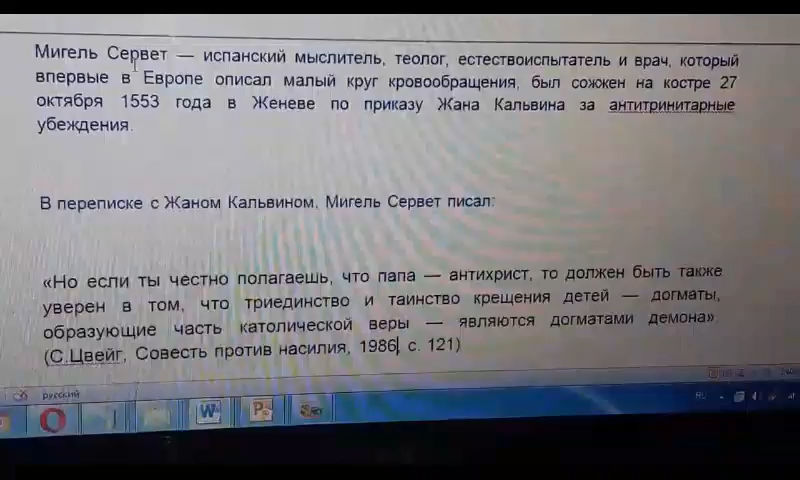 Мигель Сервет — испанский мыслитель, теолог, естествоиспытатель и врач, который
впервые в Европе описал малый круг кровообращения, был сожжен на костре 27
октября 1553 года в Женеве по приказу Жана Кальвина за антитринитарные
убеждения.
В переписке с Жаном Кальвином, Мигель Сервет писал:
«Но если ты честно полагаешь, что папа — антихрист, то должен быть также
уверен в том, что триединство и таинство крещения детей — догматы,
образующие часть католической веры — являются догматами демона».
(С.Цвейг, Совесть против насилия, 1986, с. 121)
русский
RU